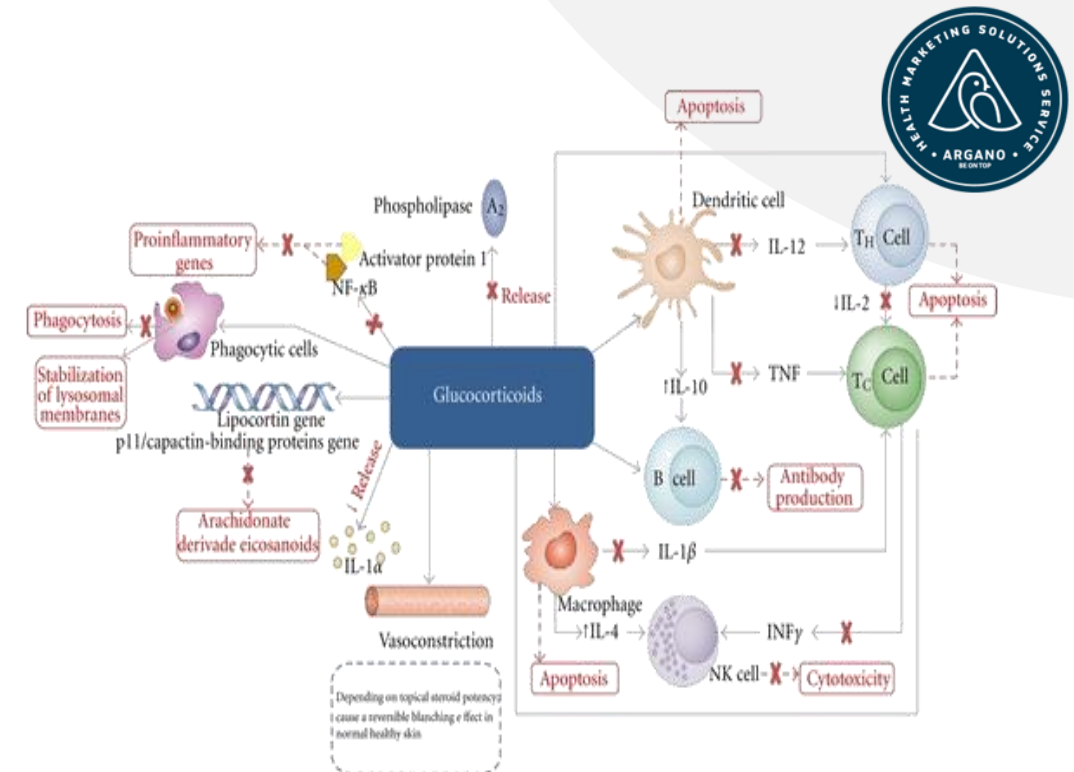 HEALTH MARKETING SOLUTIONS SERVICE
• ARGANO •
BE ON TOP
Apoptosis
Phospholipase
A2
Dendritic cell
Proinflammatory
genes
Activator protein 1
NF-κB
IL-12
TH Cell
Release
↓IL-2
Apoptosis
Phagocytosis
Phagocytic cells
Stabilization
of lysosomal
membranes
Glucocorticoids
↑IL-10
TNF
TC Cell
Lipocortin gene
p11/capactin-binding proteins gene
↓ Release
B cell
Antibody
production
Arachidonate
derivade eicosanoids
IL-1α
IL-1β
Macrophage
↑IL-4
INFγ
Vasoconstriction
NK cell
Cytotoxicity
Apoptosis
Depending on topical steroid potency
cause a reversible blanching e ffect in
normal healthy skin